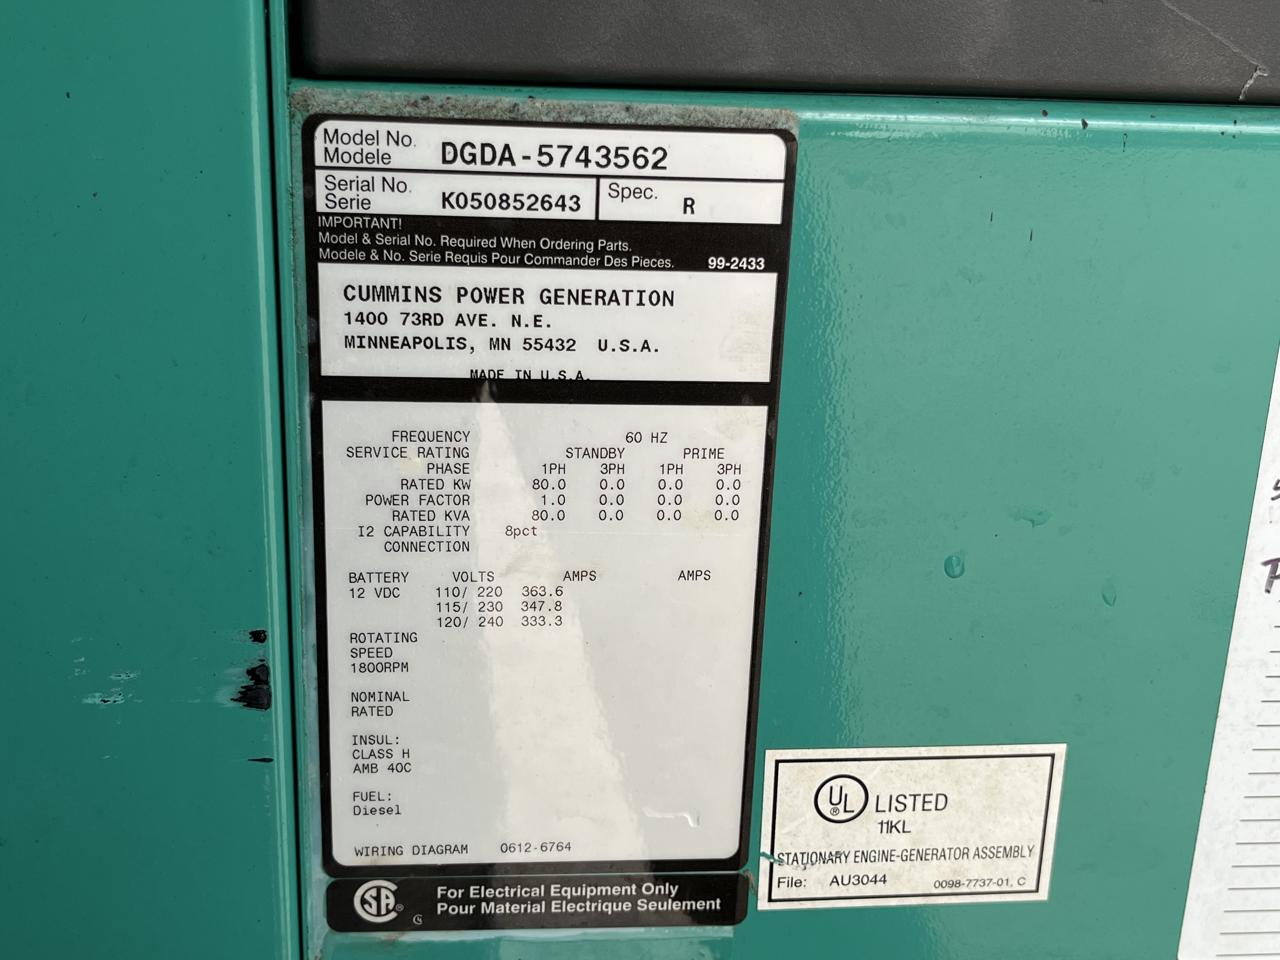 Model No.
Modele DGDA-5743562
Serial No.
Serie K050852643 Spec. R
IMPORTANT!
Model & Serial No. Required When Ordering Parts.
Modele & No. Serie Requis Pour Commander Des Pieces. 99-2433
CUMMINS POWER GENERATION
1400 73RD AVE. N.E.
MINNEAPOLIS, MN 55432 U.S.A.
MADE IN U.S.A.
FREQUENCY 60 HZ
SERVICE RATING STANDBY PRIME
PHASE 1PH 3PH 1PH 3PH
RATED KW 80.0 0.0 0.0 0.0
POWER FACTOR 1.0 0.0 0.0 0.0
RATED KVA 80.0 0.0 0.0 0.0
I2 CAPABILITY 8pct
CONNECTION
BATTERY VOLTS AMPS AMPS
12 VDC 110/ 220 363.6
115/ 230 347.8
120/ 240 333.3
ROTATING
SPEED
1800RPM
NOMINAL
RATED
INSUL:
CLASS H
AMB 40C
FUEL:
Diesel
WIRING DIAGRAM 0612-6764
SA ®
For Electrical Equipment Only
Pour Material Electrique Seulement
UL ® LISTED
11KL
STATIONARY ENGINE-GENERATOR ASSEMBLY
File: AU3044 0098-7737-01, C